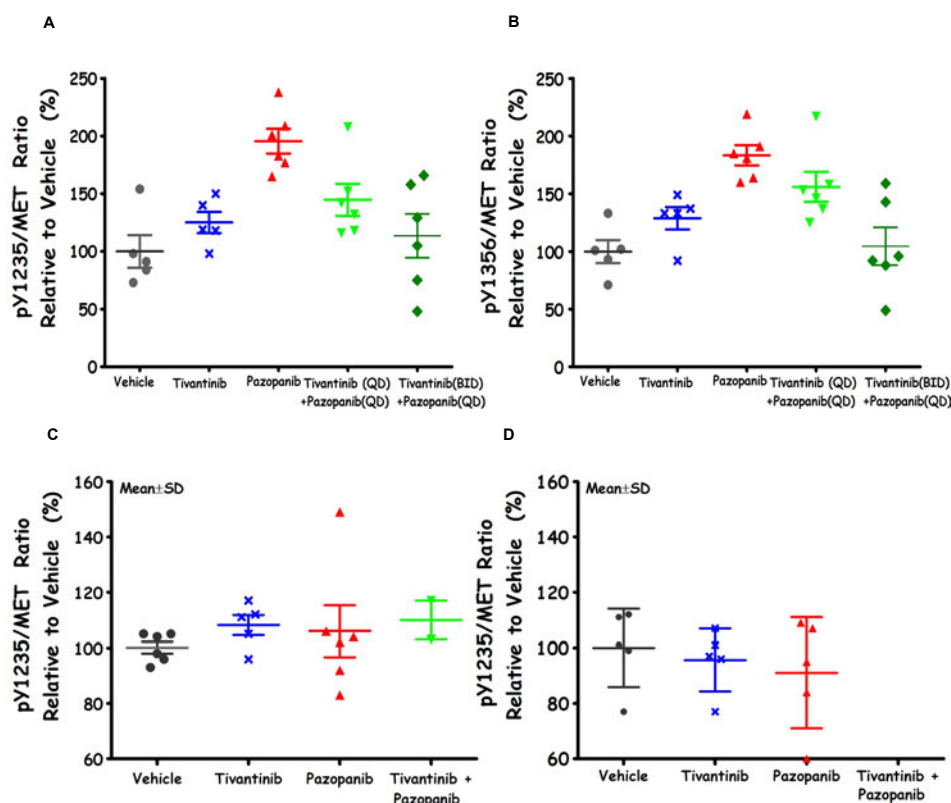 A
pY1235/MET Ratio
Relative to Vehicle (%)
250
200
150
100
50
0
Vehicle
Tivantinib
Pazopanib
Tivantinib (QD)
+Pazopanib(QD)
Tivantinib(BID)
+Pazopanib(QD)
B
pY1356/MET Ratio
Relative to Vehicle (%)
250
200
150
100
50
0
Vehicle
Tivantinib
Pazopanib
Tivantinib (QD)
+Pazopanib(QD)
Tivantinib(BID)
+Pazopanib(QD)
C
pY1235/MET Ratio
Relative to Vehicle (%)
Mean±SD
160
140
120
100
80
60
Vehicle
Tivantinib
Pazopanib
Tivantinib +
Pazopanib
D
pY1235/MET Ratio
Relative to Vehicle (%)
Mean±SD
160
140
120
100
80
60
Vehicle
Tivantinib
Pazopanib
Tivantinib +
Pazopanib